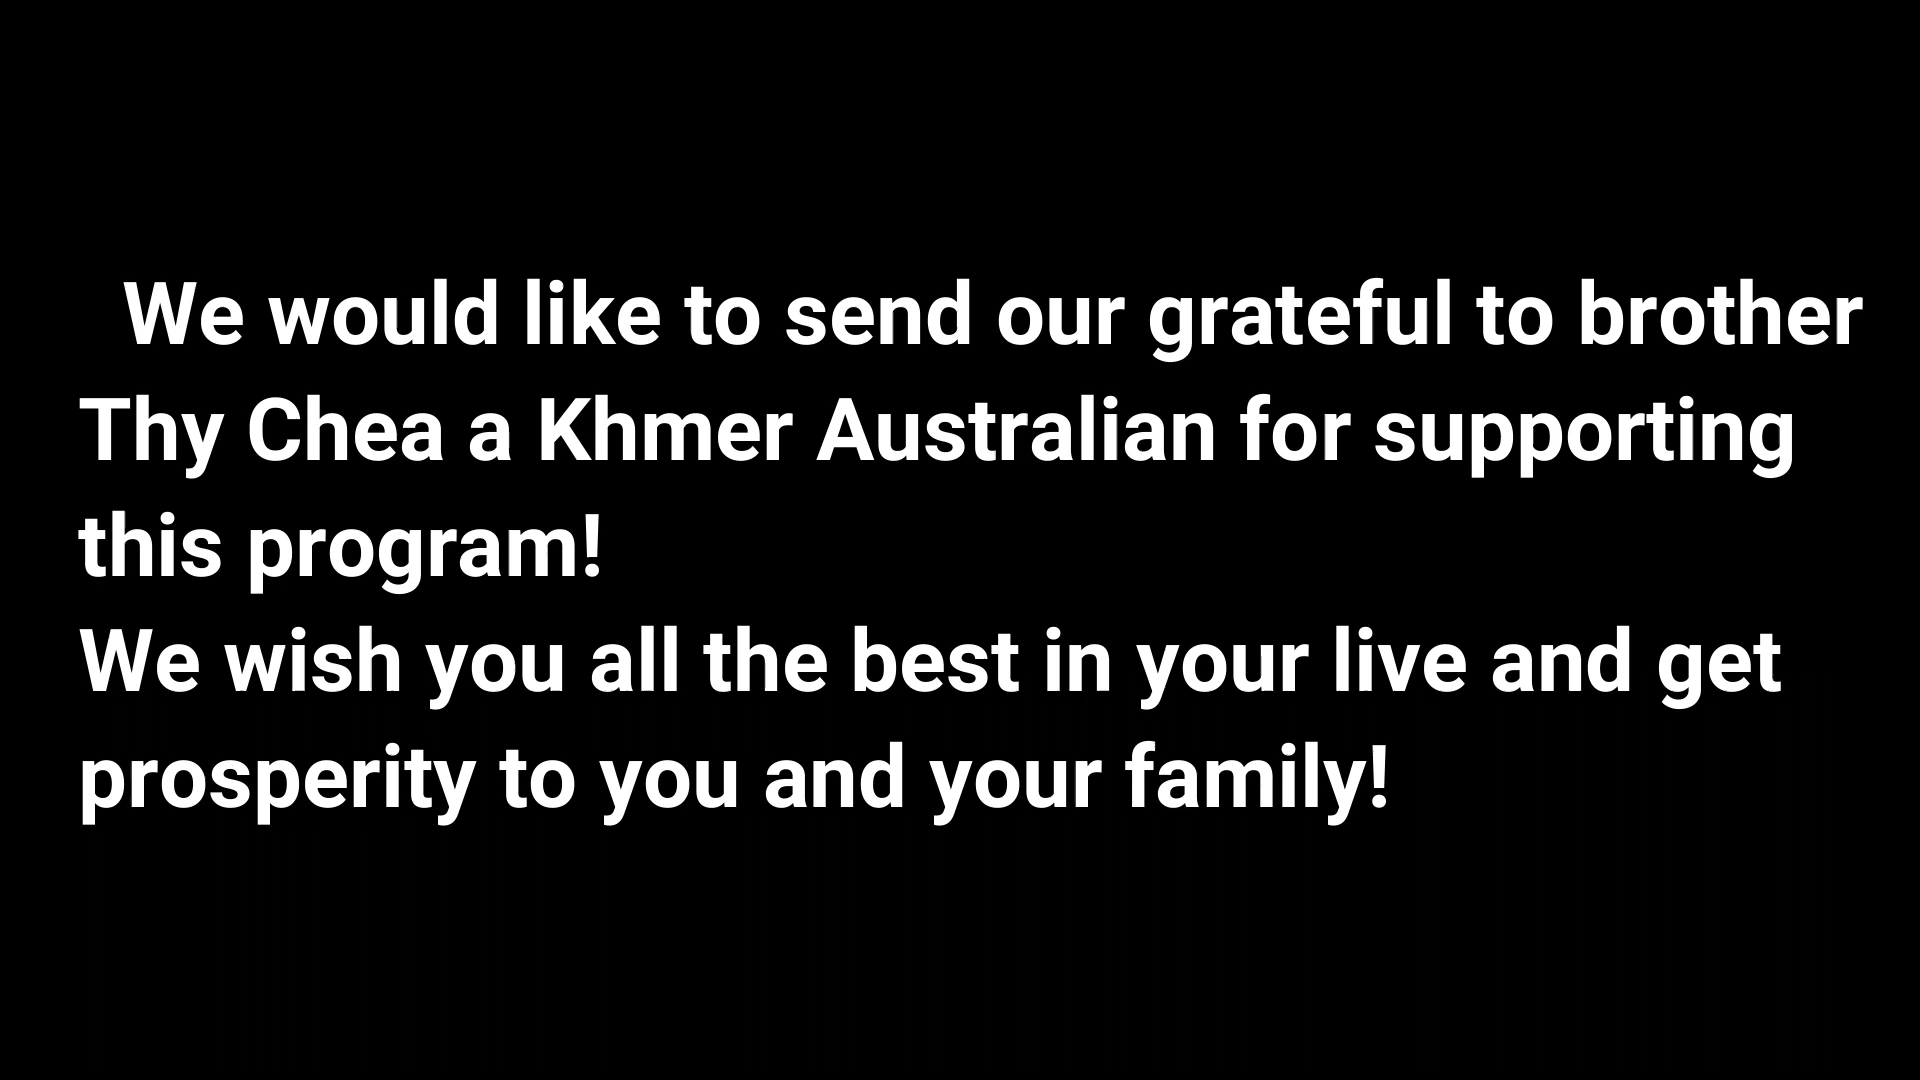 We would like to send our grateful to brother
Thy Chea a Khmer Australian for supporting
this program!
We wish you all the best in your live and get
prosperity to you and your family!